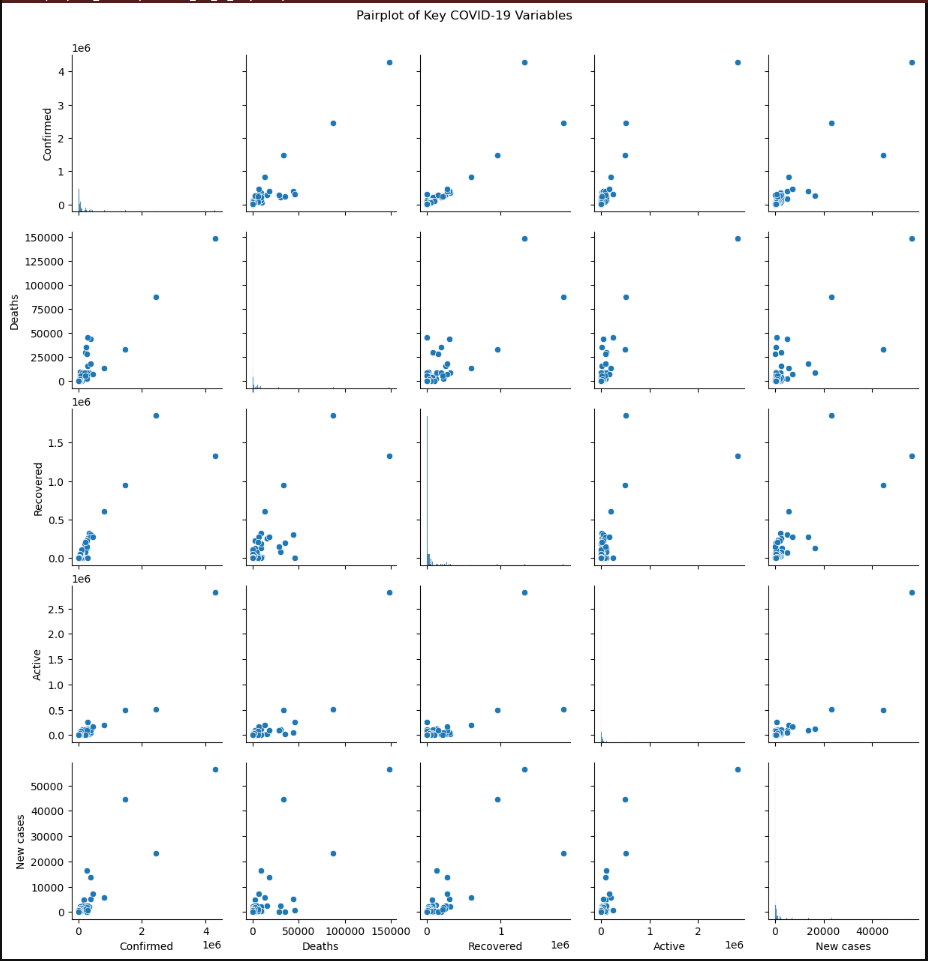 Pairplot of Key COVID-19 Variables
1e6
4
3
2
1
0
Confirmed
150000
125000
100000
75000
50000
25000
0
Deaths
1e6
1.5
1.0
0.5
0.0
Recovered
1e6
2.5
2.0
1.5
1.0
0.5
0.0
Active
50000
40000
30000
20000
10000
0
New cases
0 2 4
1e6
Confirmed
0 50000 100000 150000
Deaths
0 1
1e6
Recovered
0 1 2
1e6
Active
0 20000 40000
New cases